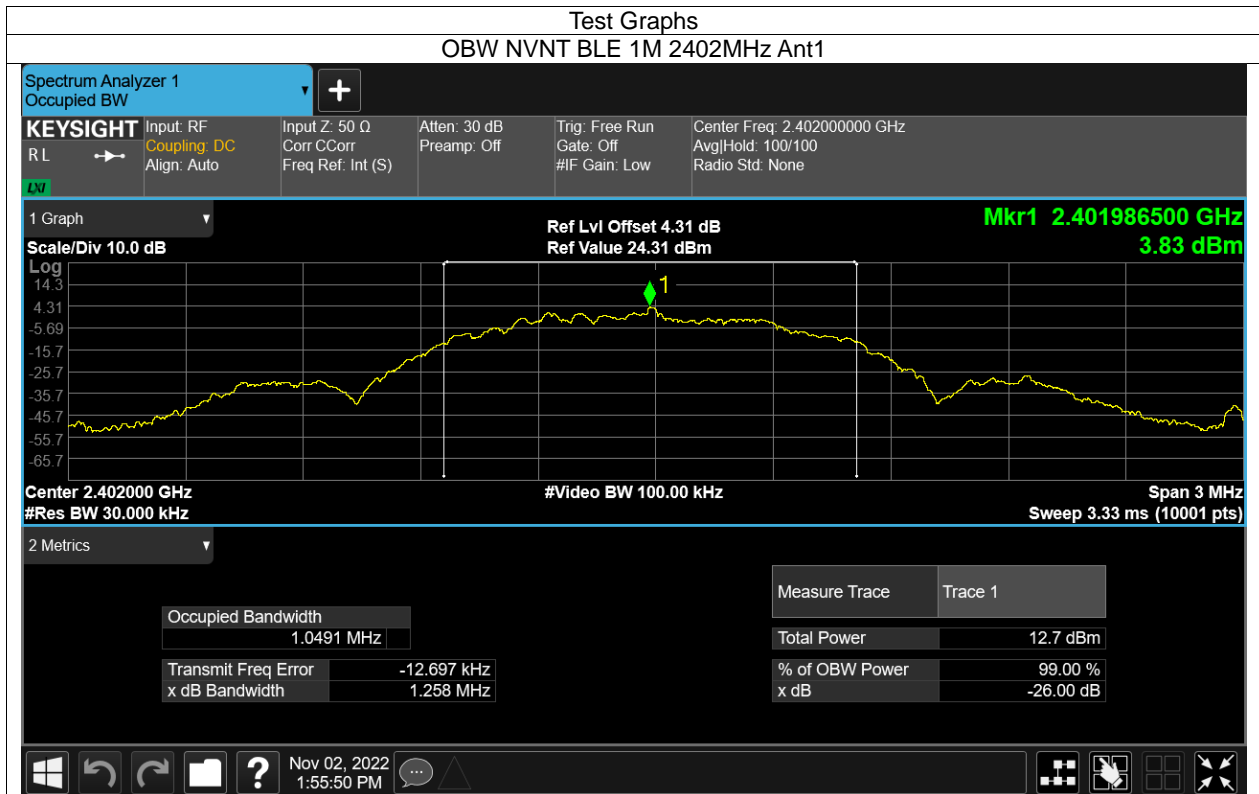 Test Graphs
OBW NVNT BLE 1M 2402MHz Ant1
Spectrum Analyzer 1
Occupied BW
KEYSIGHT
RL
LXI
Input: RF
Coupling: DC
Align: Auto
Input Z: 50 Ω
Corr CCorr
Freq Ref: Int (S)
Atten: 30 dB
Preamp: Off
Trig: Free Run
Gate: Off
#IF Gain: Low
Center Freq: 2.402000000 GHz
Avg|Hold: 100/100
Radio Std: None
1 Graph
Scale/Div 10.0 dB
Ref Lvl Offset 4.31 dB
Ref Value 24.31 dBm
Mkr1 2.401986500 GHz
3.83 dBm
Log
14.3
4.31
-5.69
-15.7
-25.7
-35.7
-45.7
-55.7
-65.7
1
Center 2.402000 GHz
#Video BW 100.00 kHz
Span 3 MHz
#Res BW 30.000 kHz
Sweep 3.33 ms (10001 pts)
2 Metrics
Occupied Bandwidth
1.0491 MHz
Transmit Freq Error -12.697 kHz
x dB Bandwidth 1.258 MHz
Measure Trace Trace 1
Total Power 12.7 dBm
% of OBW Power 99.00 %
x dB -26.00 dB
?
Nov 02, 2022
1:55:50 PM